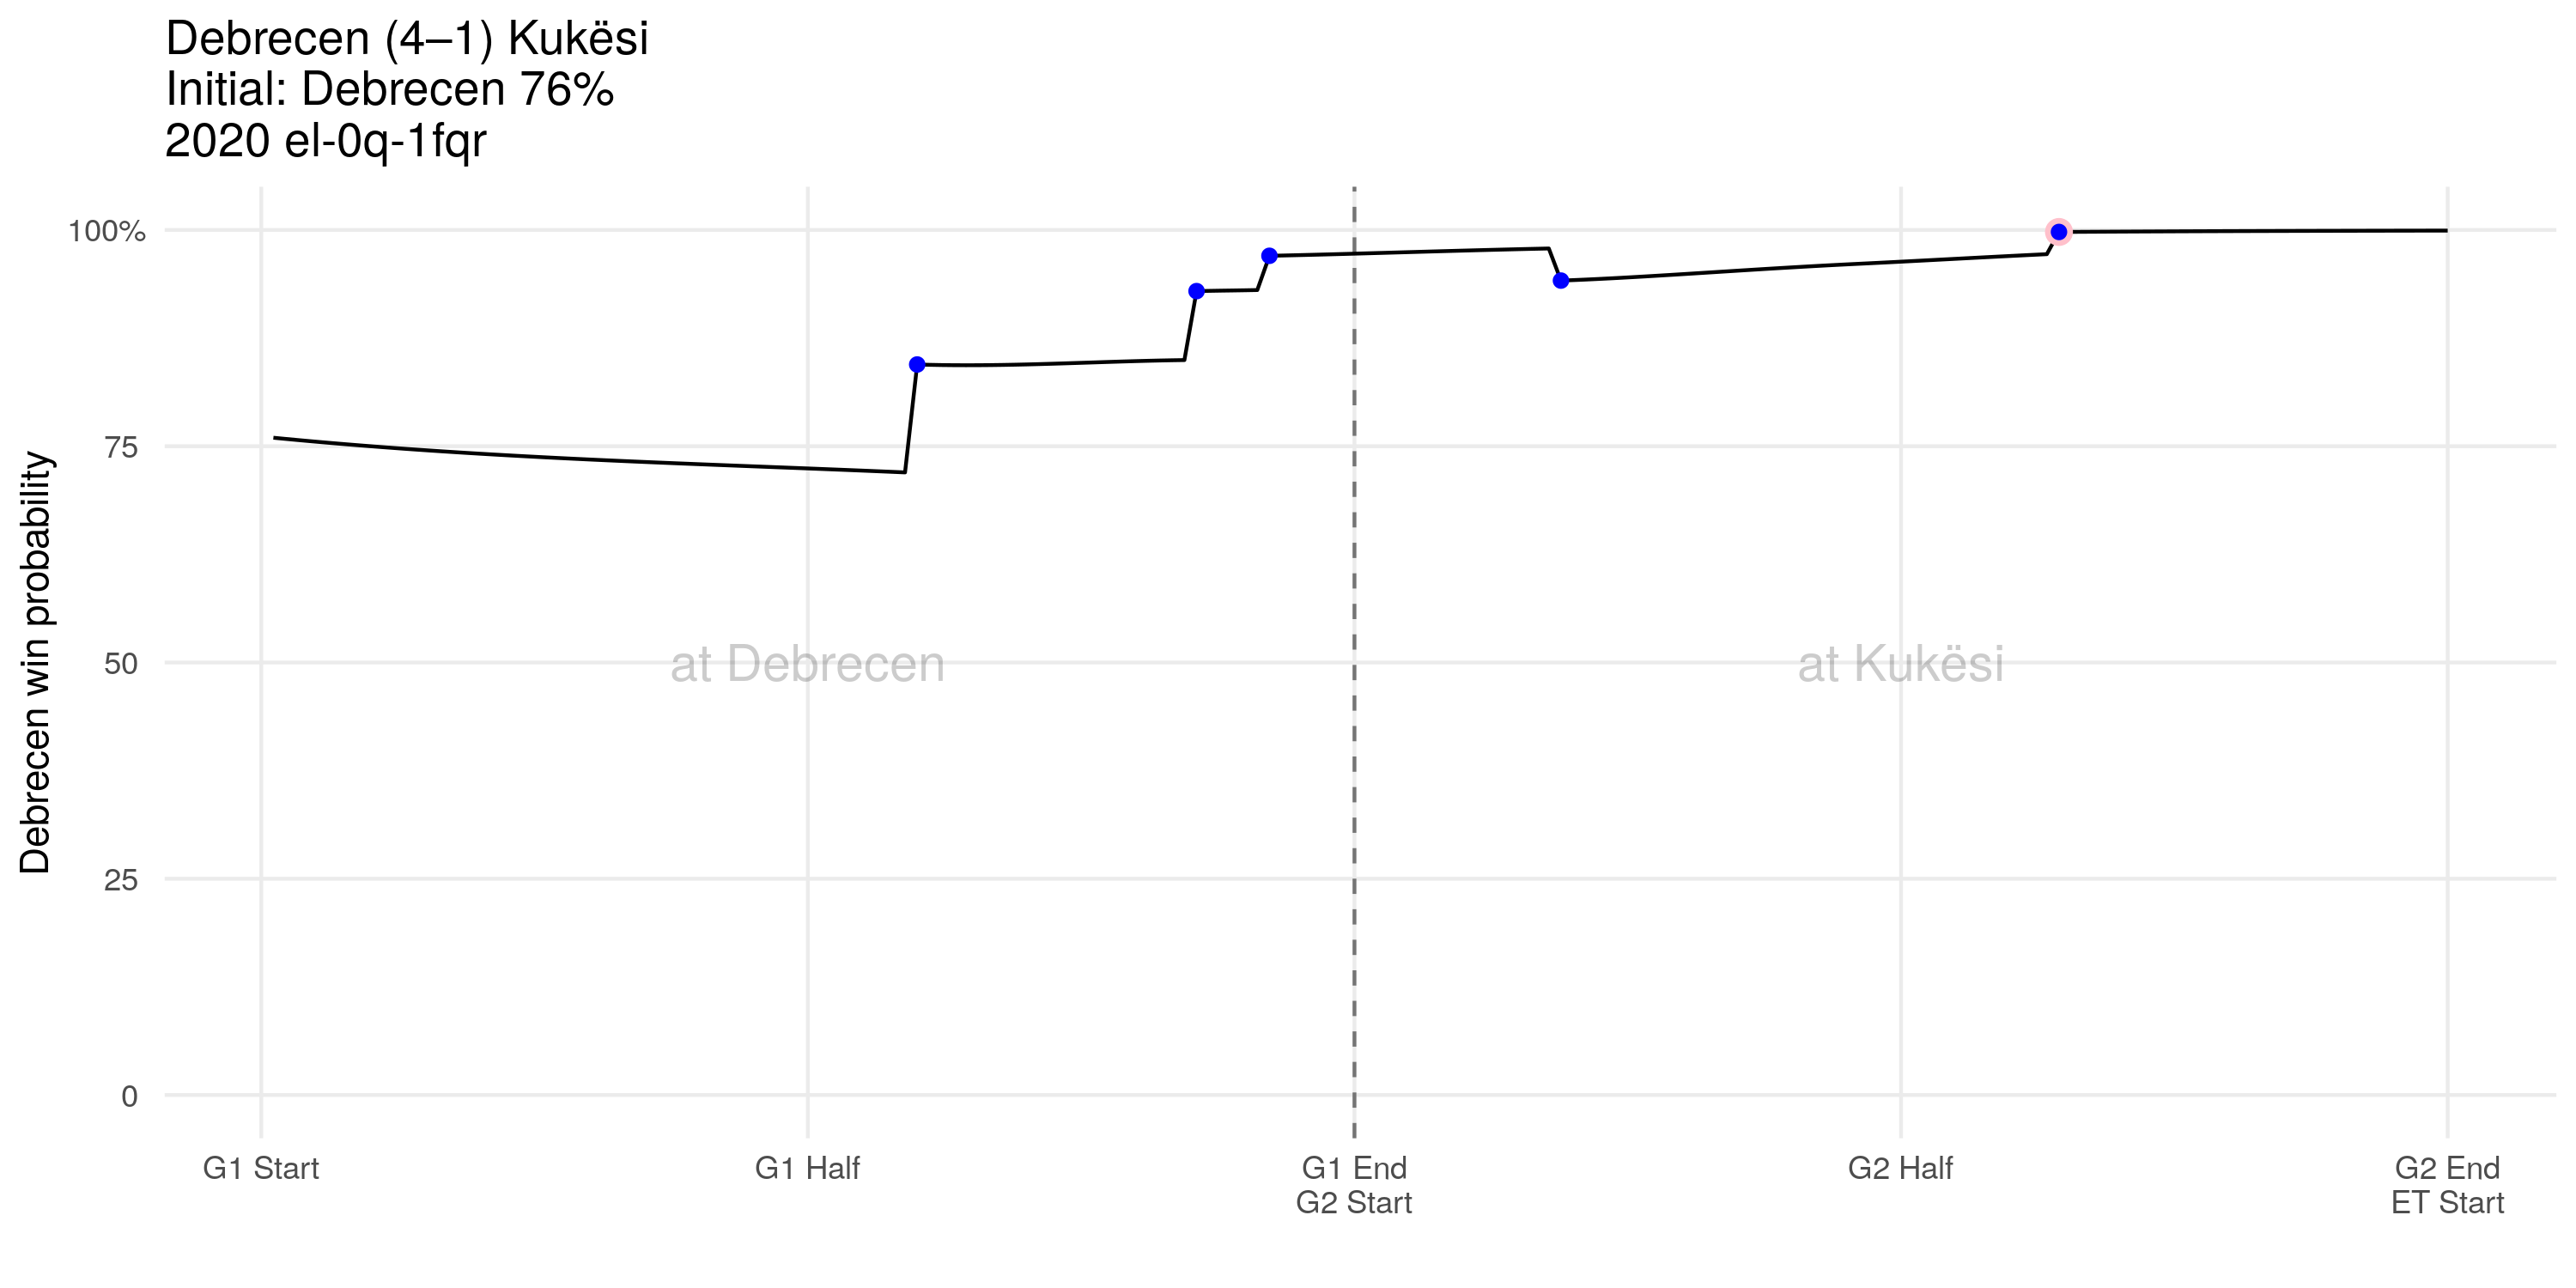 Debrecen (4–1) Kukësi
Initial: Debrecen 76%
2020 el-0q-1fqr
Debrecen win probability
100%
75
50
25
0
at Debrecen
at Kukësi
G1 Start
G1 Half
G1 End
G2 Start
G2 Half
G2 End
ET Start